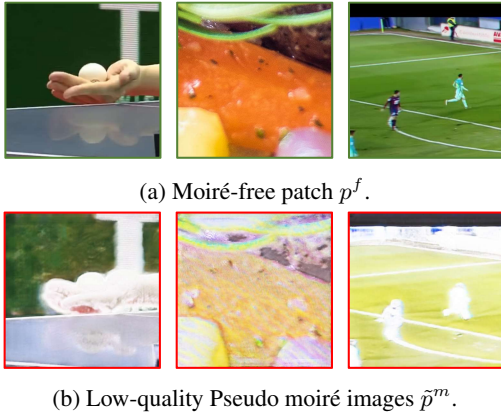 (a) Moiré-free patch p^f.
(b) Low-quality Pseudo moiré images p̃^m.